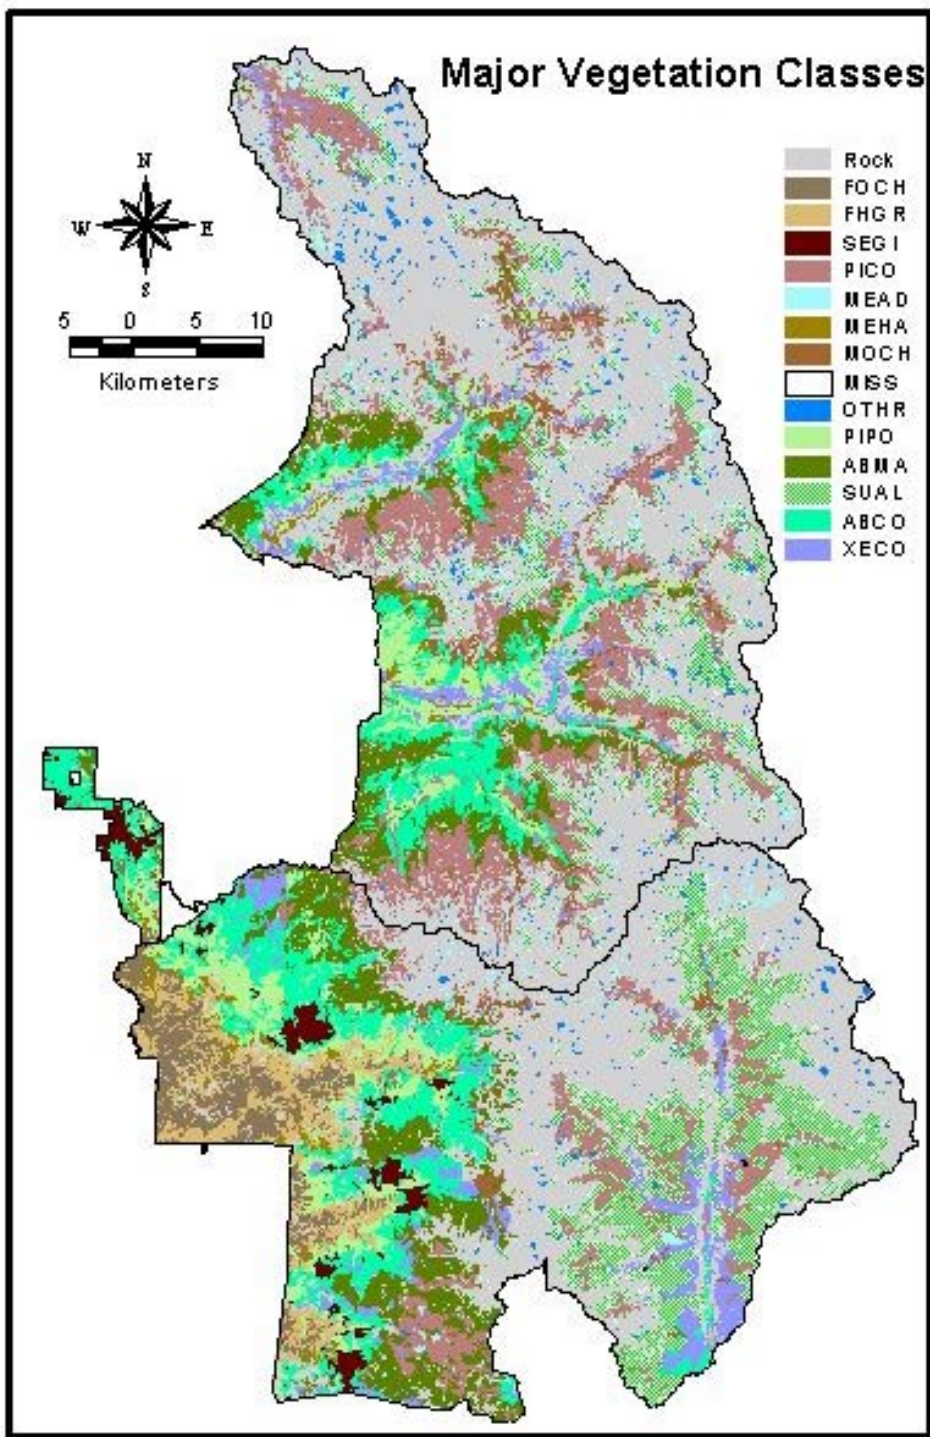 Major Vegetation Classes
N
W E
S
5 0 5 10
Kilometers
Rock
FOCH
FHGR
SEGI
PICO
MEAD
MEHA
MOCH
MISS
OTHR
PIPO
ABMA
SUAL
ABCO
XECO